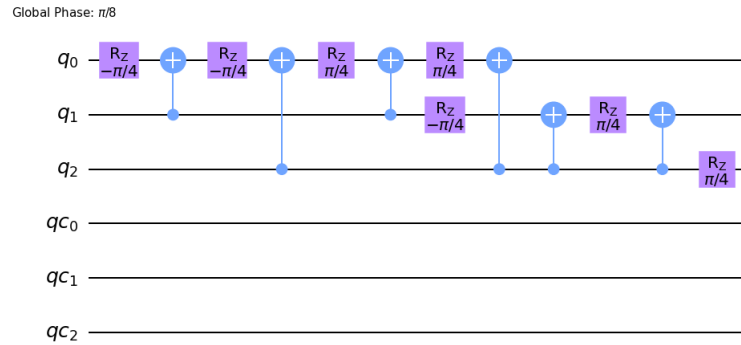 Global Phase: π/8
q0 RZ -π/4 RZ -π/4 RZ π/4 RZ π/4
q1 RZ -π/4 RZ π/4
q2 RZ π/4
qc0
qc1
qc2